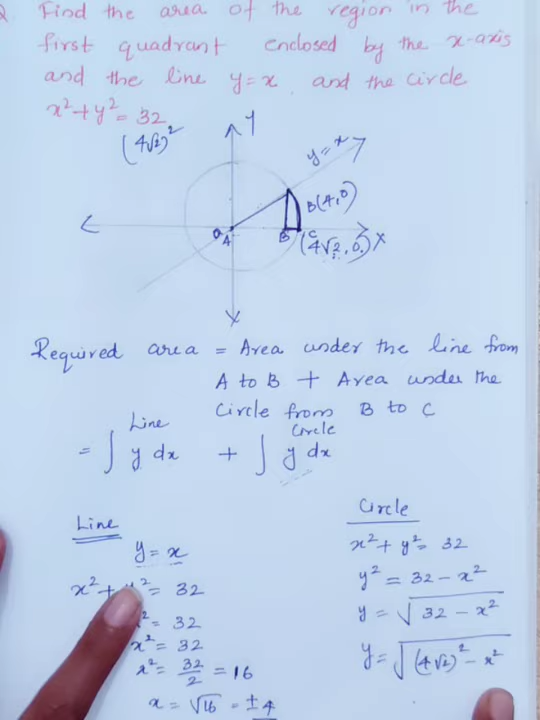 Find the area of the region in the
first quadrant enclosed by the x-axis
and the line y=x and the circle
x²+y²= 32
(4√2)²
Y
y=x
B(4,0)
A B C
(4√2, 0) X
Required area = Area under the line from
A to B + Area under the
Circle from B to C
Line Circle
= ∫ y dx + ∫ y dx
Line
y = x
x² + y² = 32
x² = 32
x² = 32
x² = 32/2 = 16
x = √16 = ±4
Circle
x² + y² = 32
y² = 32 - x²
y = √32 - x²
y = √(4√2)² - x²